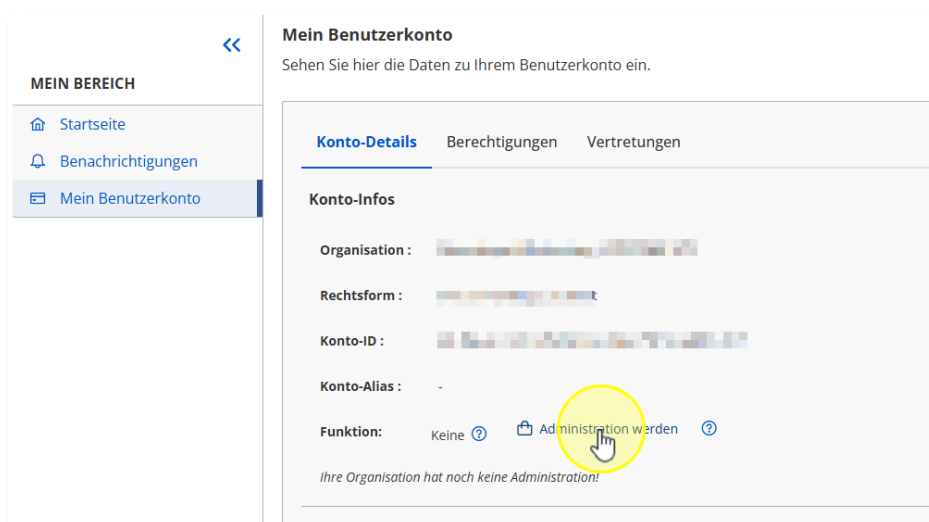 Mein Benutzerkonto
Sehen Sie hier die Daten zu Ihrem Benutzerkonto ein.
MEIN BEREICH
Startseite
Benachrichtigungen
Mein Benutzerkonto
Konto-Details Berechtigungen Vertretungen
Konto-Infos
Organisation :
Rechtsform :
Konto-ID :
Konto-Alias : -
Funktion: Keine ? Administration werden ?
Ihre Organisation hat noch keine Administration!